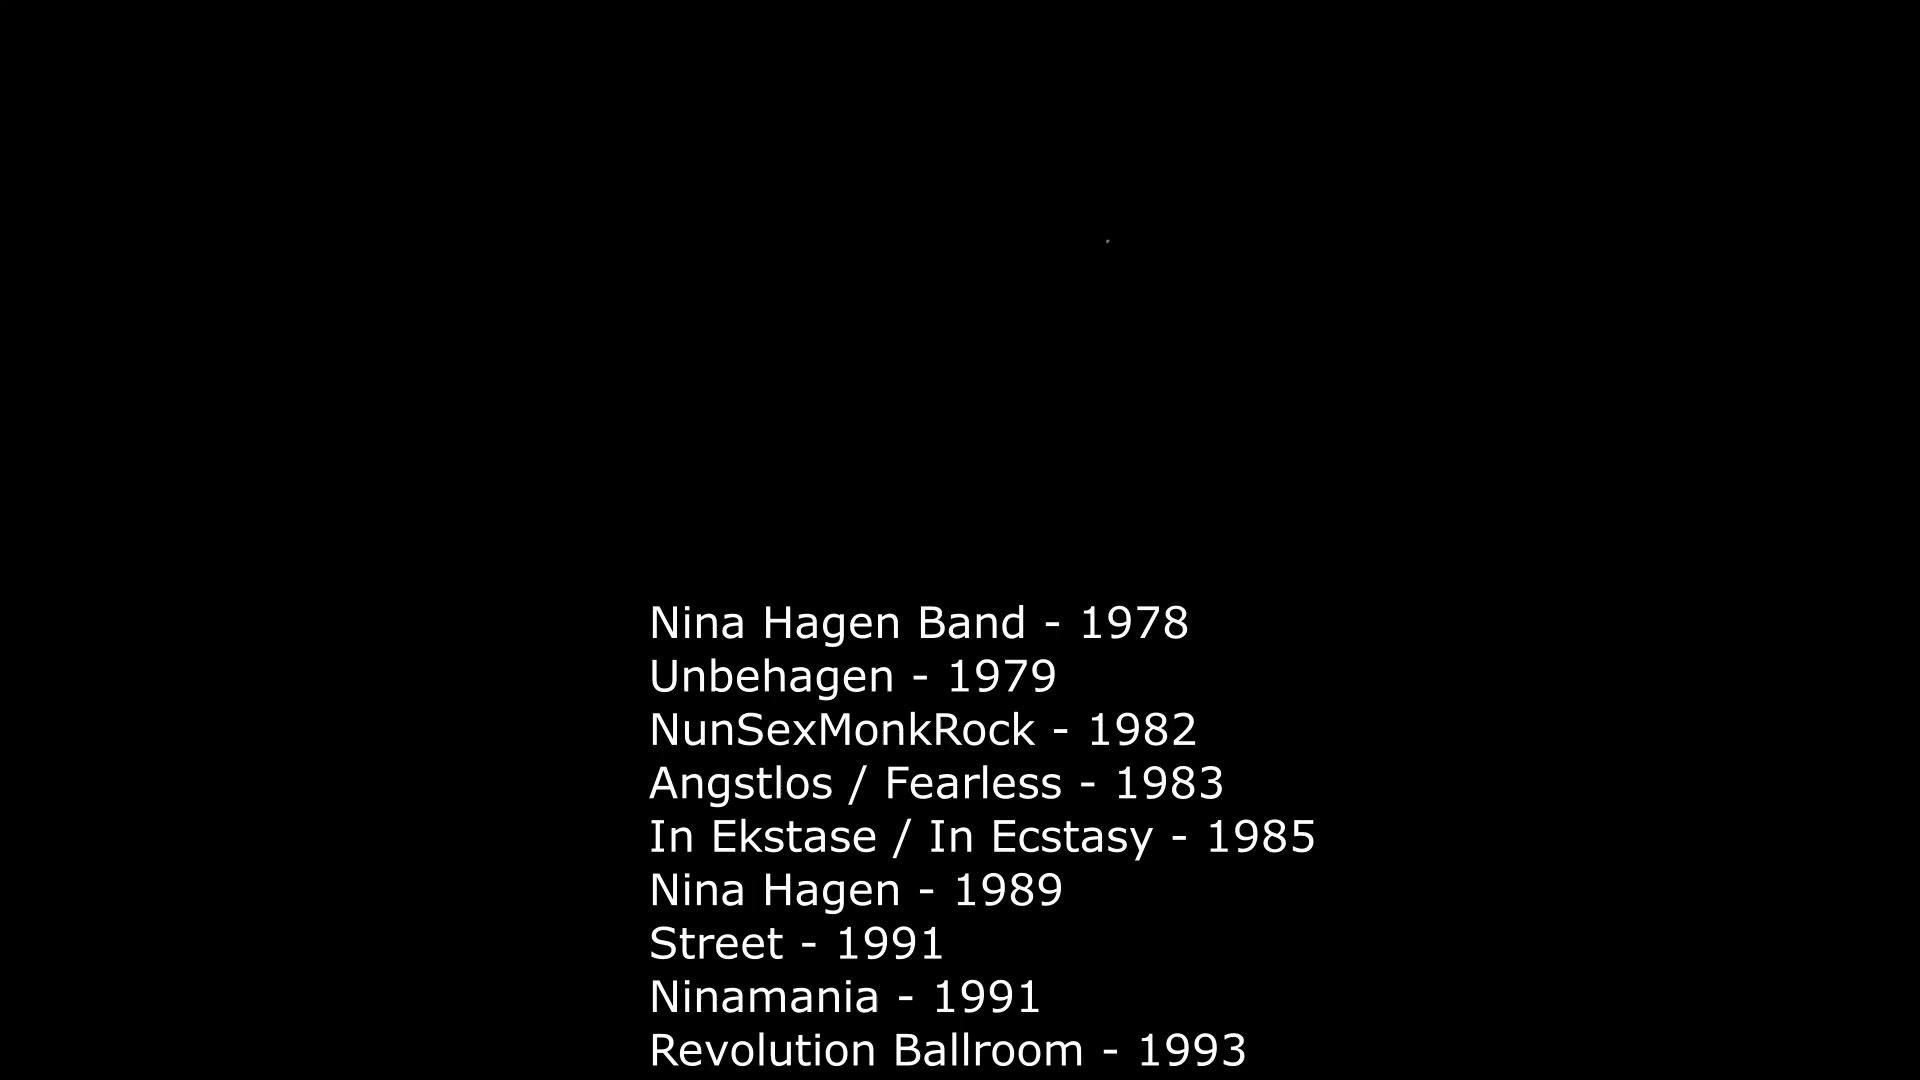 Nina Hagen Band - 1978
Unbehagen - 1979
NunSexMonkRock - 1982
Angstlos / Fearless - 1983
In Ekstase / In Ecstasy - 1985
Nina Hagen - 1989
Street - 1991
Ninamania - 1991
Revolution Ballroom - 1993